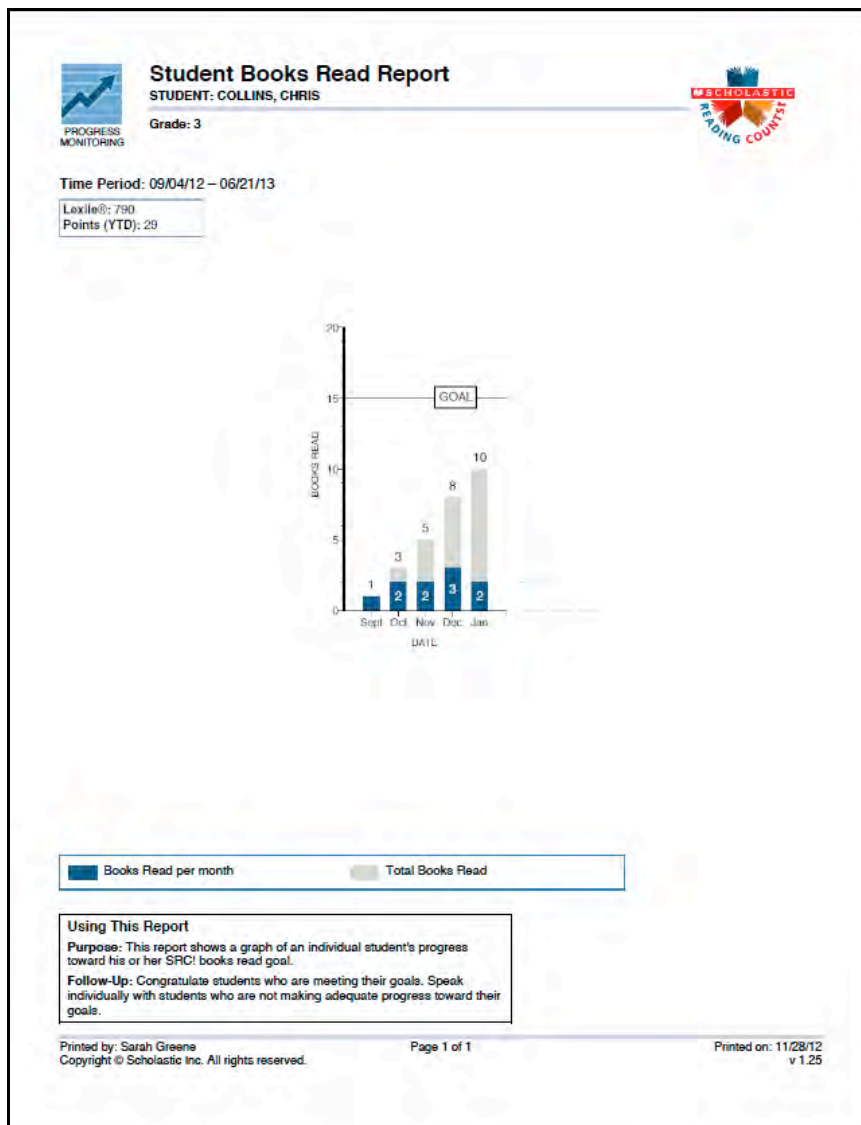 Student Books Read Report
STUDENT: COLLINS, CHRIS
SCHOLASTIC
READING COUNTS!
PROGRESS
MONITORING
Grade: 3
Time Period: 09/04/12 – 06/21/13
Lexile®: 790
Points (YTD): 29
20
15
GOAL
10
10
8
5
5
3
1
2
2
3
2
0
BOOKS READ
Sept Oct Nov Dec Jan
DATE
Books Read per month
Total Books Read
Using This Report
Purpose: This report shows a graph of an individual student's progress
toward his or her SRC! books read goal.
Follow-Up: Congratulate students who are meeting their goals. Speak
individually with students who are not making adequate progress toward their
goals.
Printed by: Sarah Greene
Page 1 of 1
Printed on: 11/28/12
Copyright © Scholastic Inc. All rights reserved.
v 1.25